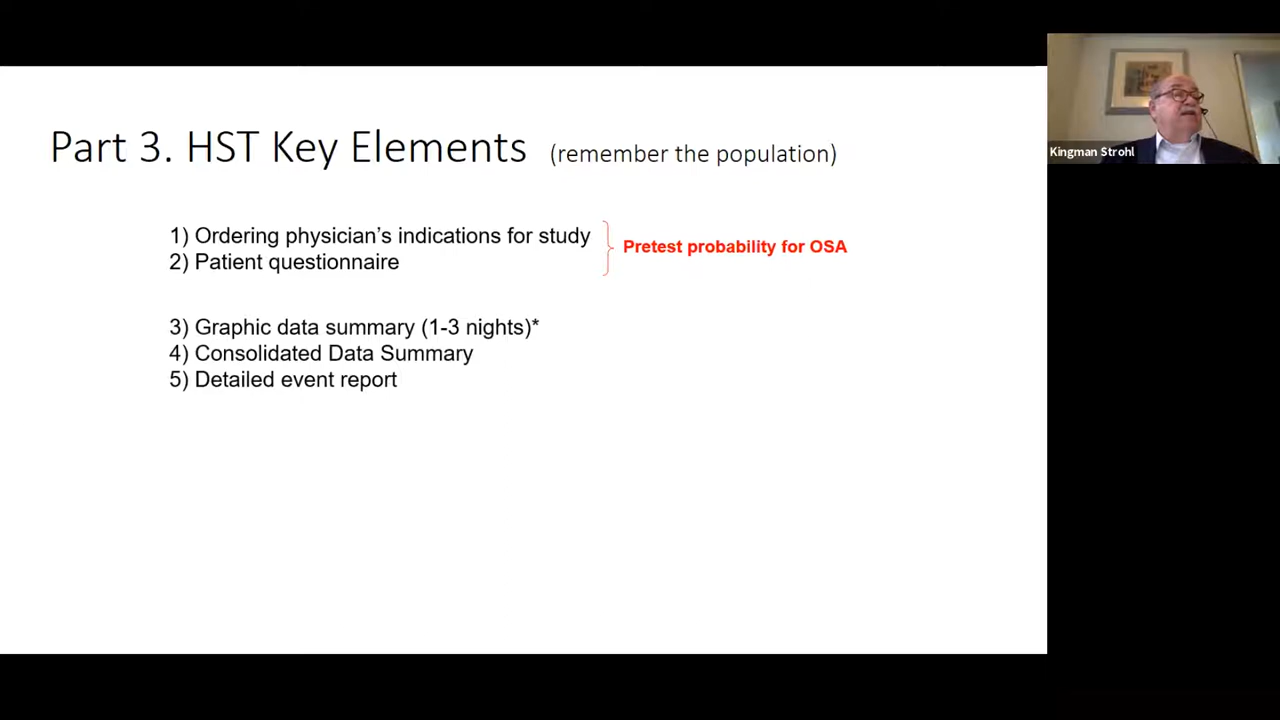 Part 3. HST Key Elements (remember the population)
1) Ordering physician's indications for study
2) Patient questionnaire
Pretest probability for OSA
3) Graphic data summary (1-3 nights)*
4) Consolidated Data Summary
5) Detailed event report
Kingman Strohl